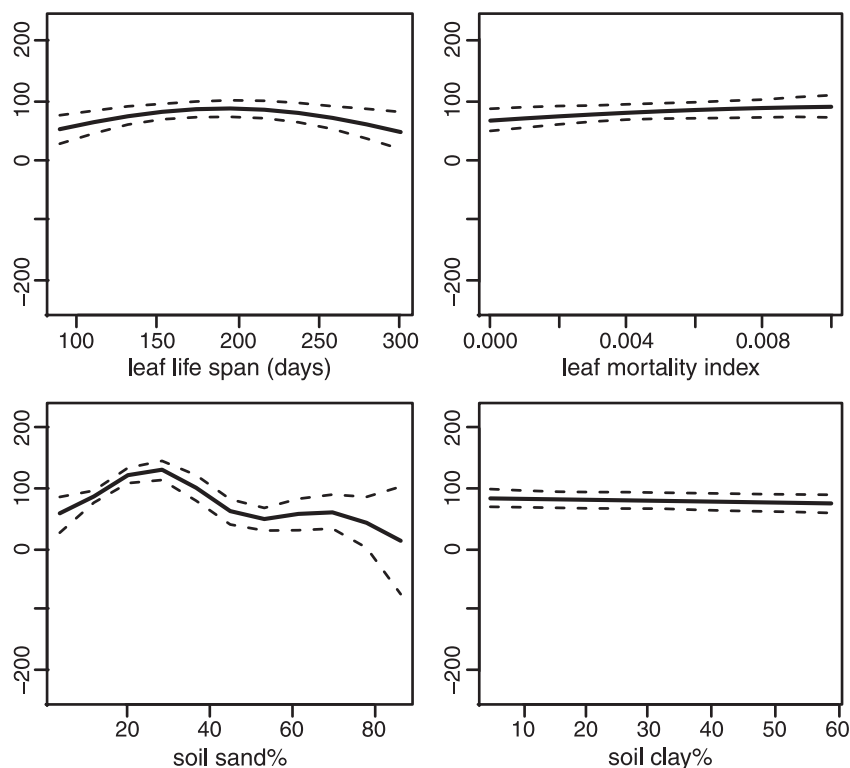 200
100
0
−200
100 150 200 250 300
leaf life span (days)
200
100
0
−200
0.000 0.004 0.008
leaf mortality index
200
100
0
−200
20 40 60 80
soil sand%
200
100
0
−200
10 20 30 40 50 60
soil clay%